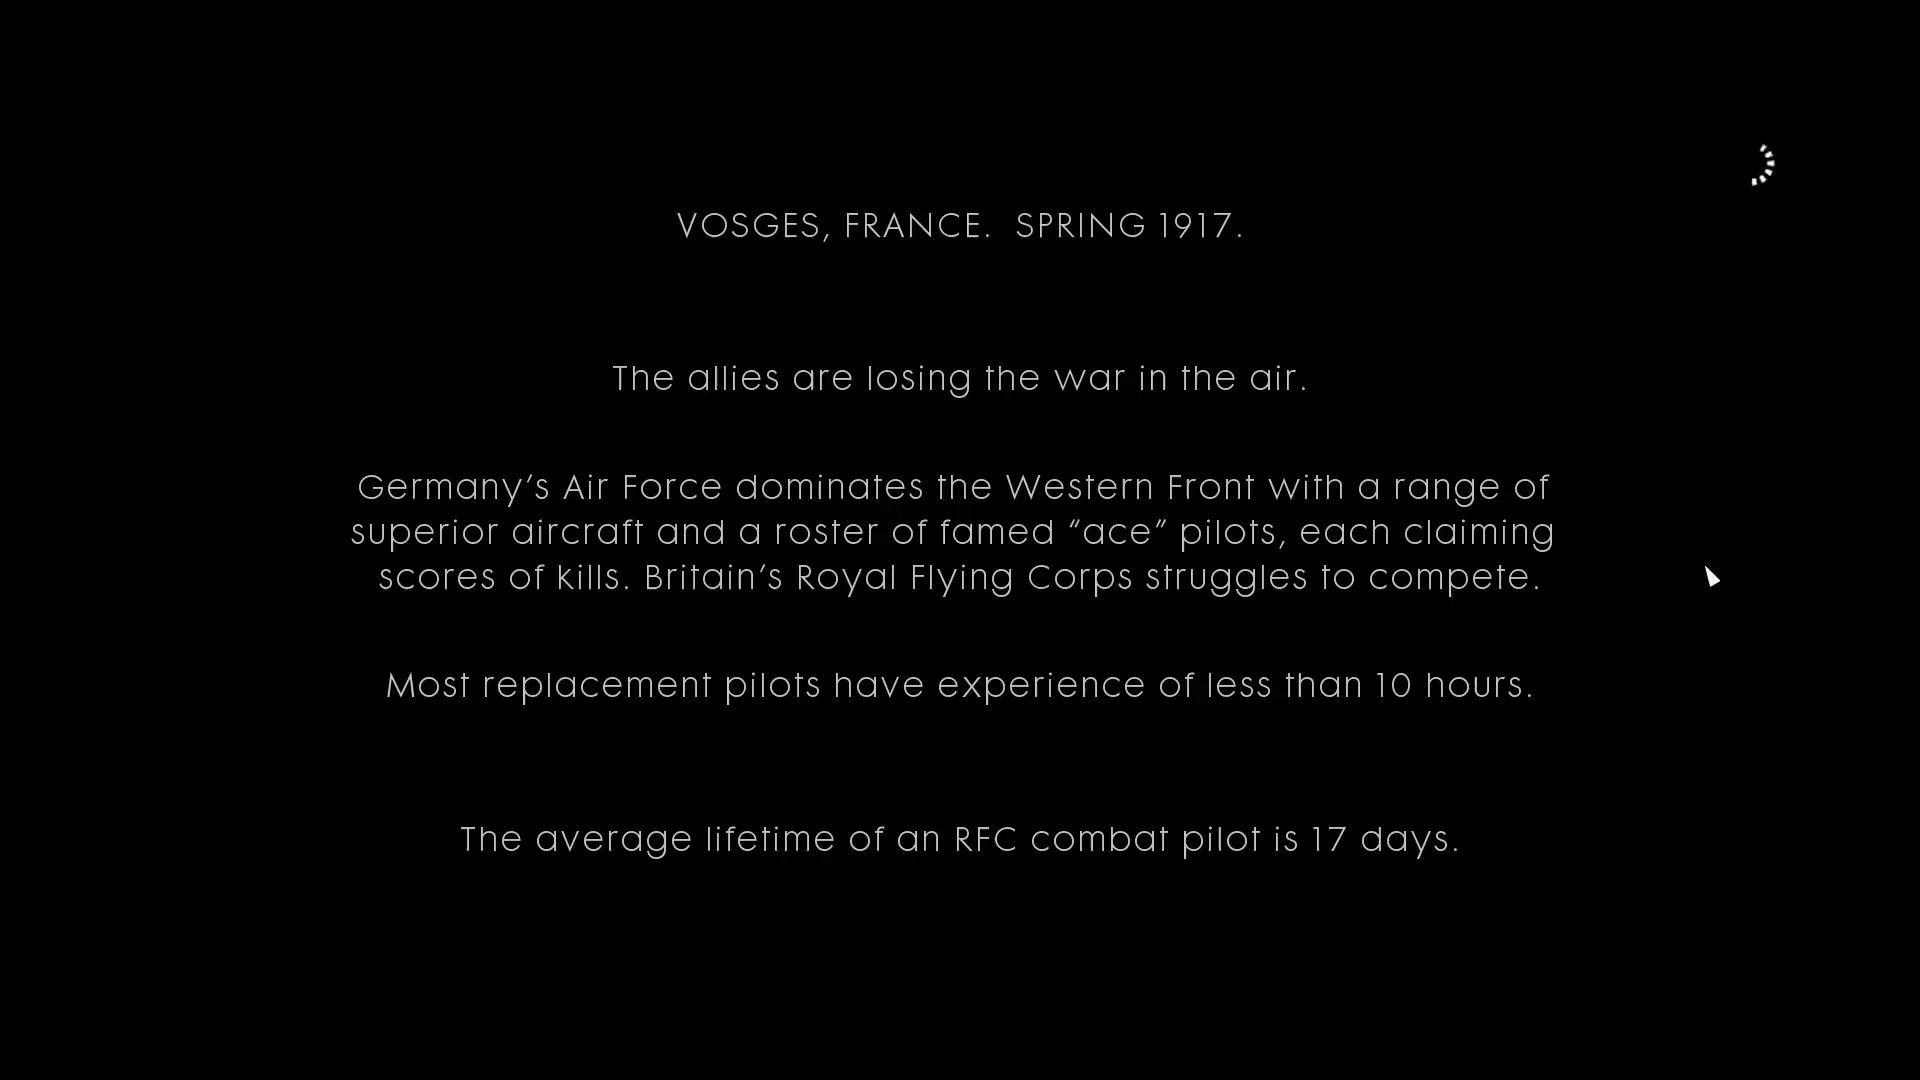 VOSGES, FRANCE.  SPRING 1917.
The allies are losing the war in the air.
Germany’s Air Force dominates the Western Front with a range of
superior aircraft and a roster of famed “ace” pilots, each claiming
scores of kills. Britain’s Royal Flying Corps struggles to compete.
Most replacement pilots have experience of less than 10 hours.
The average lifetime of an RFC combat pilot is 17 days.